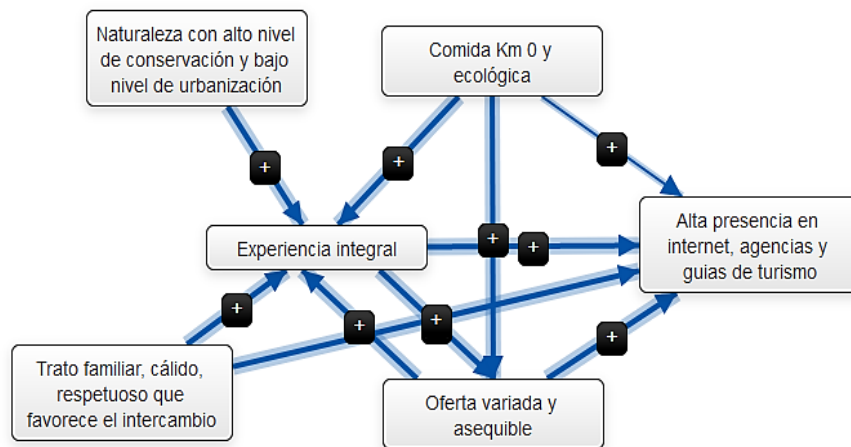 Naturaleza con alto nivel
de conservación y bajo
nivel de urbanización
Comida Km 0 y
ecológica
+
+
+
Alta presencia en
internet, agencias y
guias de turismo
Experiencia integral
+
+
+
+
+
+
Trato familiar, cálido,
respetuoso que
favorece el intercambio
Oferta variada y
asequible